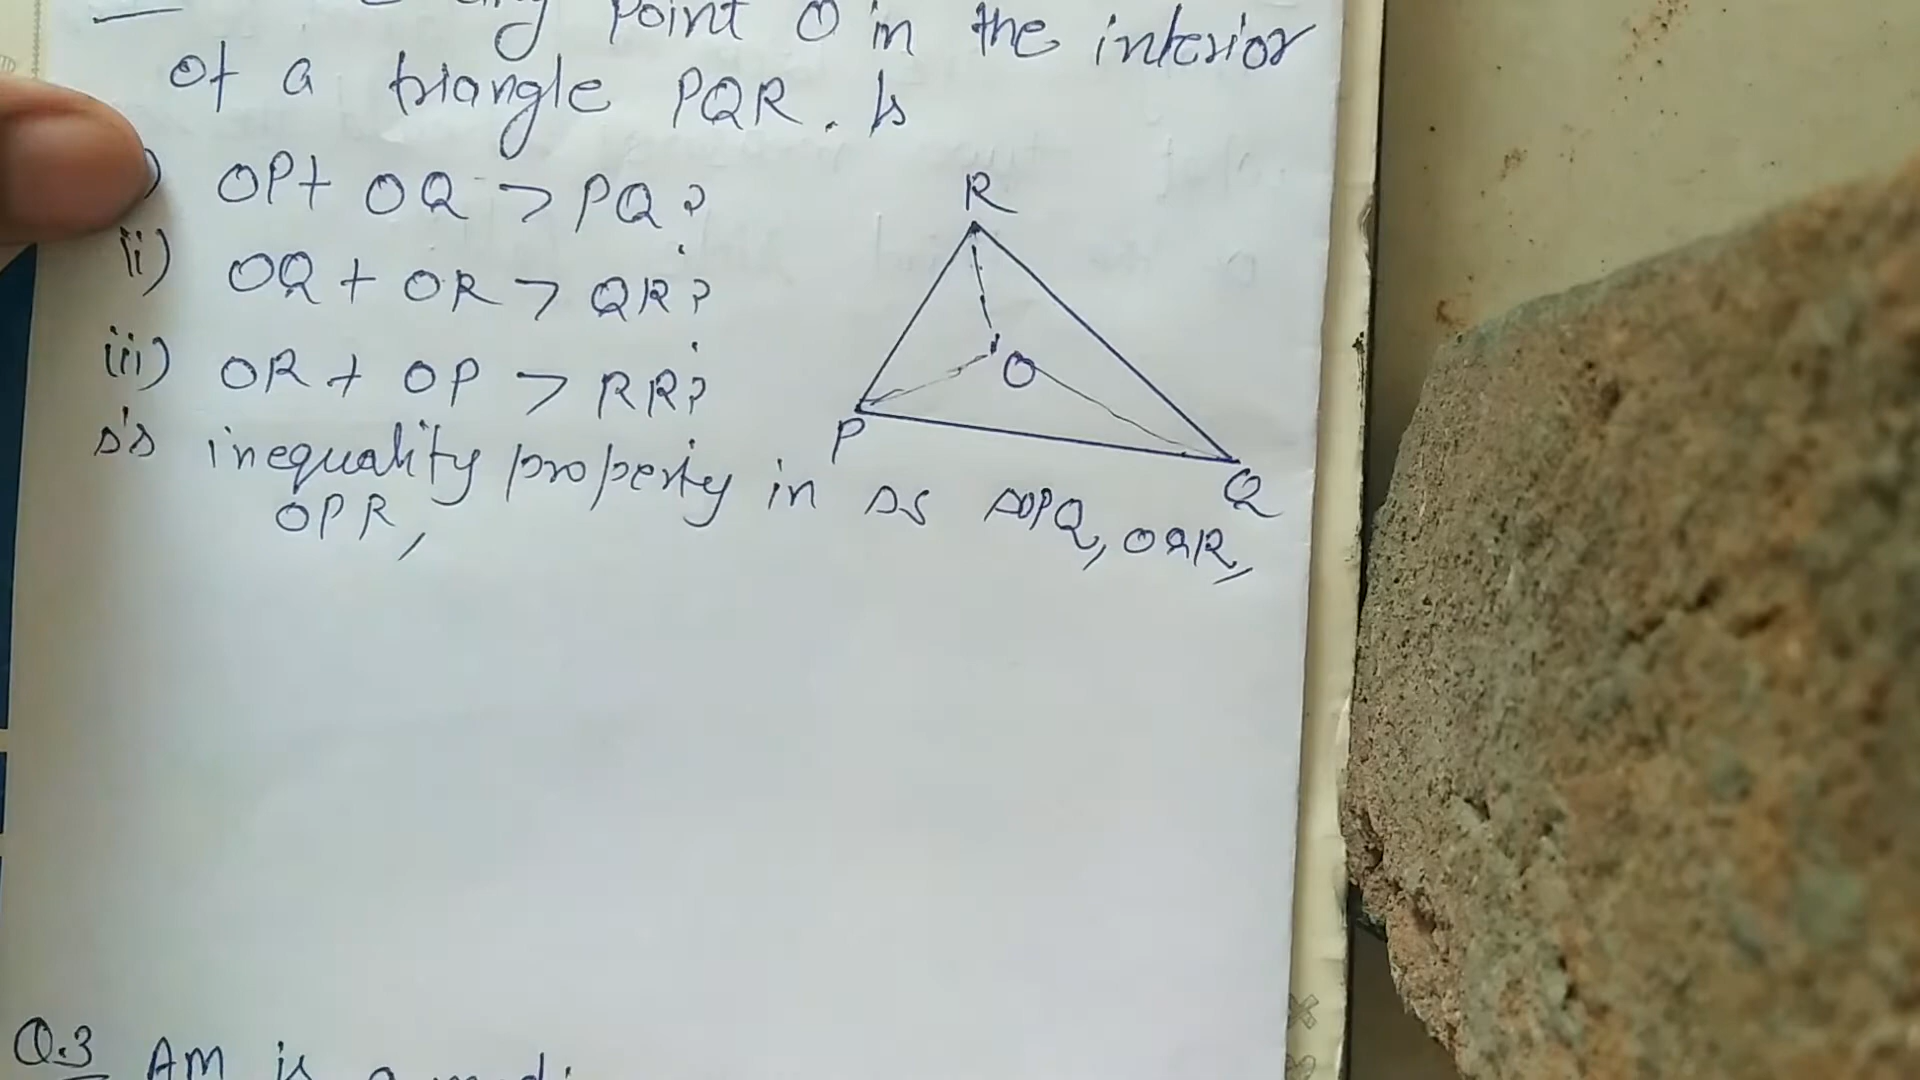 Point O in the interior
of a triangle PQR. Is
) OP + OQ > PQ?
ii) OQ + OR > QR?
iii) OR + OP > RR?
R
O
P
Q
Δ's inequality property in Δs ΔOPQ, OQR,
OPR,
Q.3 AM is a